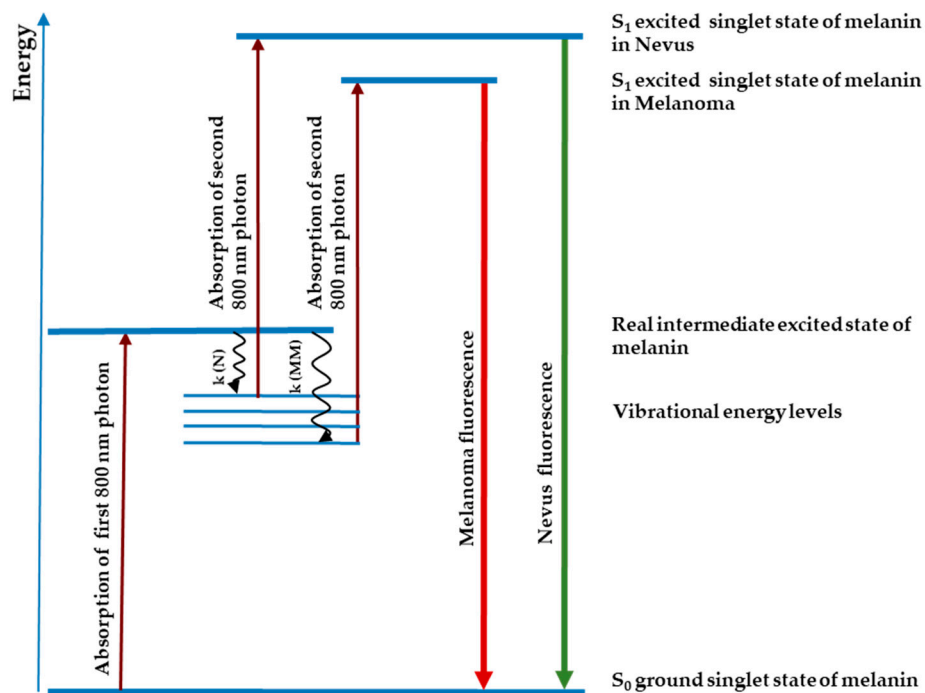 Energy
S₁ excited singlet state of melanin
in Nevus
S₁ excited singlet state of melanin
in Melanoma
Absorption of second
800 nm photon
Absorption of second
800 nm photon
Real intermediate excited state of
melanin
k (N)
k (MM)
Vibrational energy levels
Absorption of first 800 nm photon
Melanoma fluorescence
Nevus fluorescence
S₀ ground singlet state of melanin